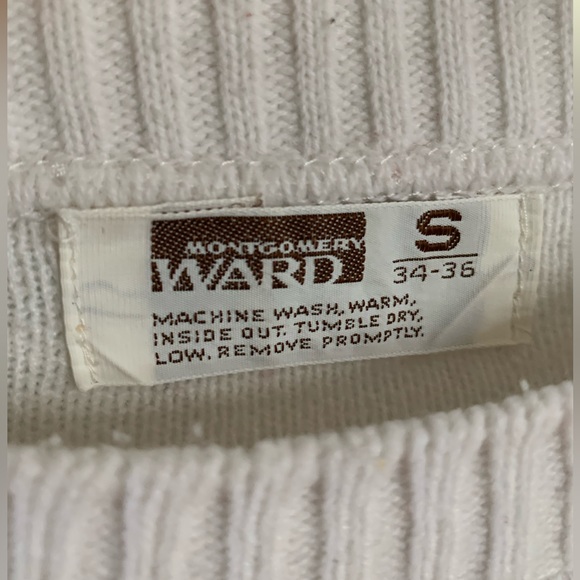 MONTGOMERY
WARD
S
34-36
MACHINE WASH, WARM,
INSIDE OUT. TUMBLE DRY,
LOW. REMOVE PROMPTLY.